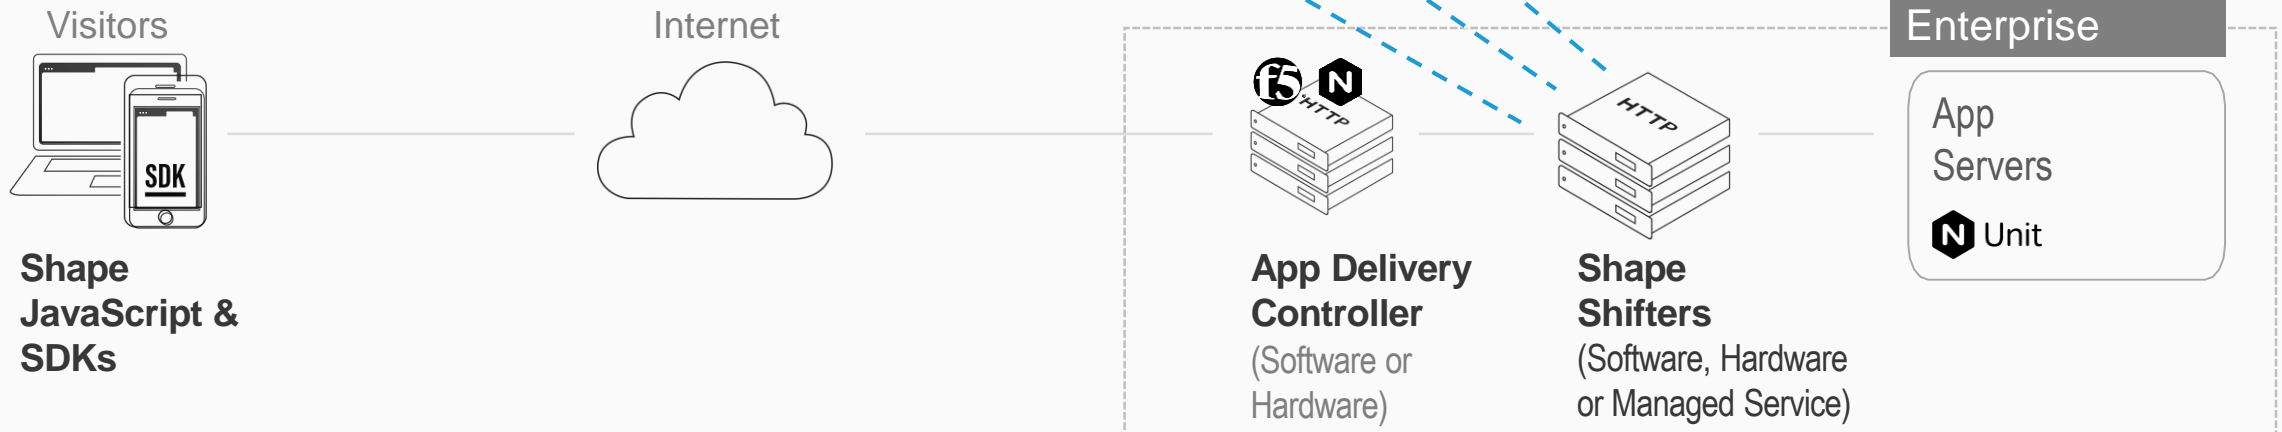 Visitors
Internet
Enterprise
SDK
f5
N
HTTP
HTTP
App
Servers
N Unit
Shape
JavaScript &
SDKs
App Delivery
Controller
(Software or
Hardware)
Shape
Shifters
(Software, Hardware
or Managed Service)